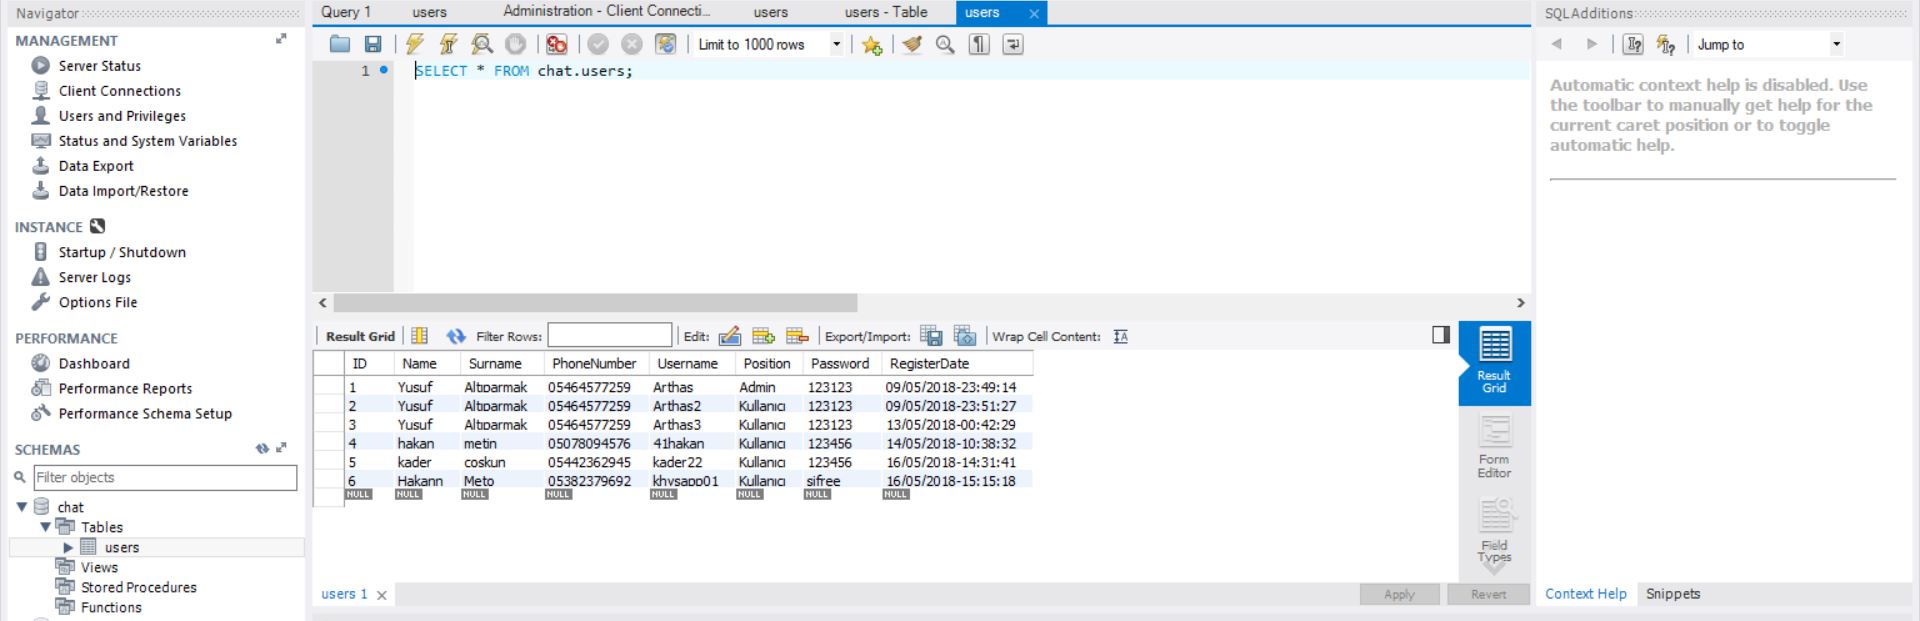 Navigator
MANAGEMENT
Server Status
Client Connections
Users and Privileges
Status and System Variables
Data Export
Data Import/Restore
INSTANCE
Startup / Shutdown
Server Logs
Options File
PERFORMANCE
Dashboard
Performance Reports
Performance Schema Setup
SCHEMAS
Filter objects
chat
Tables
users
Views
Stored Procedures
Functions
Query 1 users Administration - Client Connecti... users users - Table users
Limit to 1000 rows
1 SELECT * FROM chat.users;
Result Grid Filter Rows: Edit: Export/Import: Wrap Cell Content:
ID Name Surname PhoneNumber Username Position Password RegisterDate
1 Yusuf Altıparmak 05464577259 Arthas Admin 123123 09/05/2018-23:49:14
2 Yusuf Altıparmak 05464577259 Arthas2 Kullanıcı 123123 09/05/2018-23:51:27
3 Yusuf Altıparmak 05464577259 Arthas3 Kullanıcı 123123 13/05/2018-00:42:29
4 hakan metin 05078094576 41hakan Kullanıcı 123456 14/05/2018-10:38:32
5 kader coskun 05442362945 kader22 Kullanıcı 123456 16/05/2018-14:31:41
6 Hakann Meto 05382379692 khysapp01 Kullanıcı sifree 16/05/2018-15:15:18
NULL NULL NULL NULL NULL NULL NULL NULL
Result
Grid
Form
Editor
Field
Types
users 1
Apply Revert
SQLAdditions
Jump to
Automatic context help is disabled. Use
the toolbar to manually get help for the
current caret position or to toggle
automatic help.
Context Help Snippets